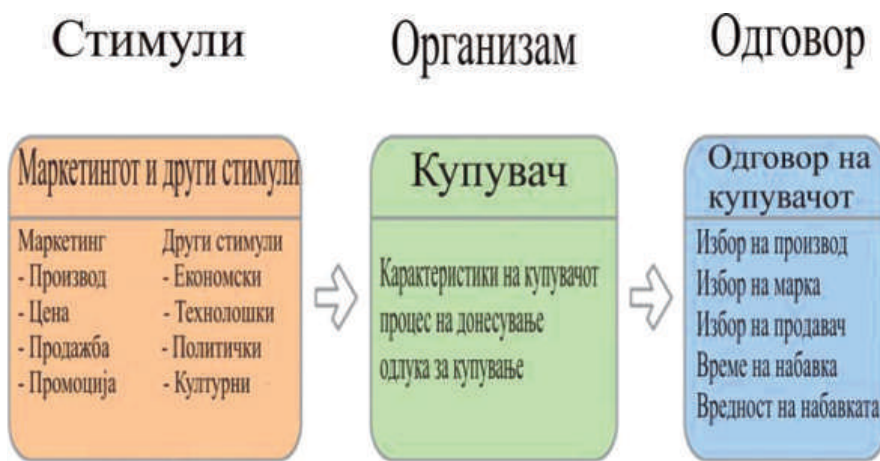 Стимули
Организам
Одговор
Маркетингот и други стимули
Маркетинг
- Производ
- Цена
- Продажба
- Промоција
Други стимули
- Економски
- Технолошки
- Политички
- Културни
Купувач
Карактеристики на купувачот
процес на донесување
одлука за купување
Одговор на
купувачот
Избор на производ
Избор на марка
Избор на продавач
Време на набавка
Вредност на набавката